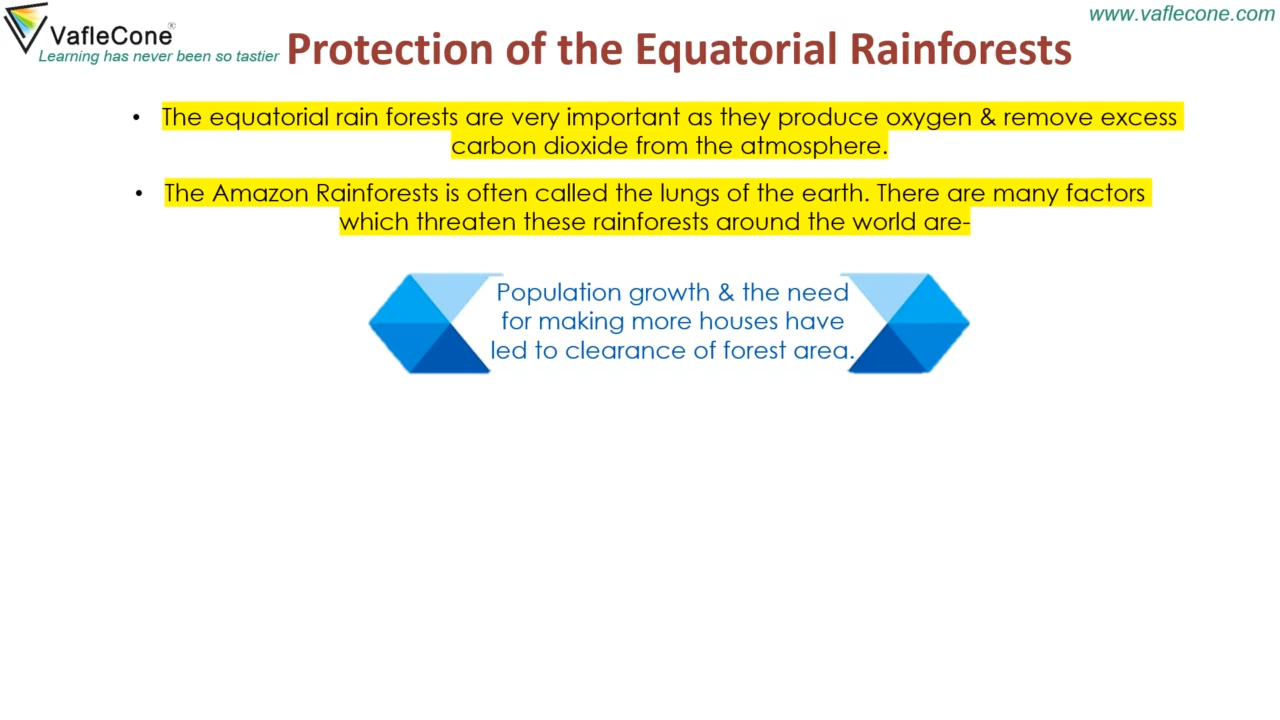 www.vaflecone.com
VafleCone®
Learning has never been so tastier
Protection of the Equatorial Rainforests
• The equatorial rain forests are very important as they produce oxygen & remove excess
carbon dioxide from the atmosphere.
• The Amazon Rainforests is often called the lungs of the earth. There are many factors
which threaten these rainforests around the world are-
Population growth & the need
for making more houses have
led to clearance of forest area.